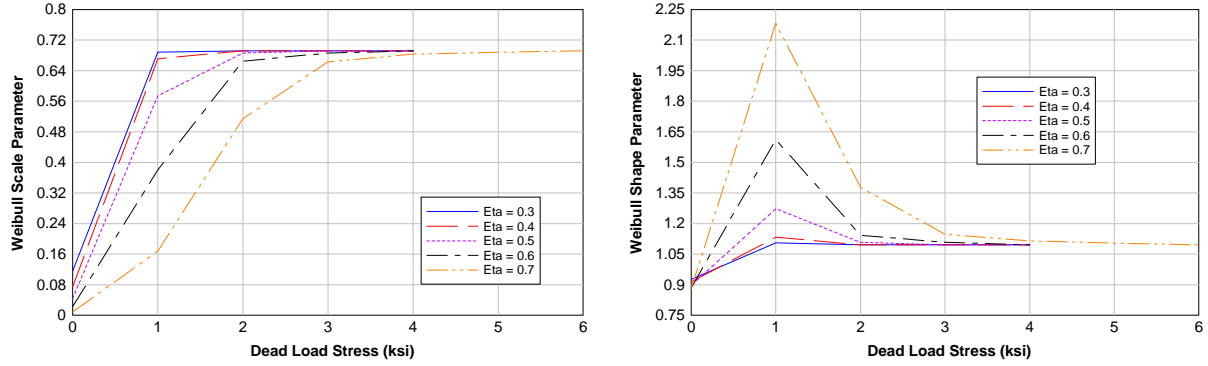 0.8
0.72
0.64
0.56
0.48
0.4
0.32
0.24
0.16
0.08
0
Weibull Scale Parameter
Eta = 0.3
Eta = 0.4
Eta = 0.5
Eta = 0.6
Eta = 0.7
0 1 2 3 4 5 6
Dead Load Stress (ksi)
2.25
2.1
1.95
1.8
1.65
1.5
1.35
1.2
1.05
0.9
0.75
Weibull Shape Parameter
Eta = 0.3
Eta = 0.4
Eta = 0.5
Eta = 0.6
Eta = 0.7
0 1 2 3 4 5 6
Dead Load Stress (ksi)